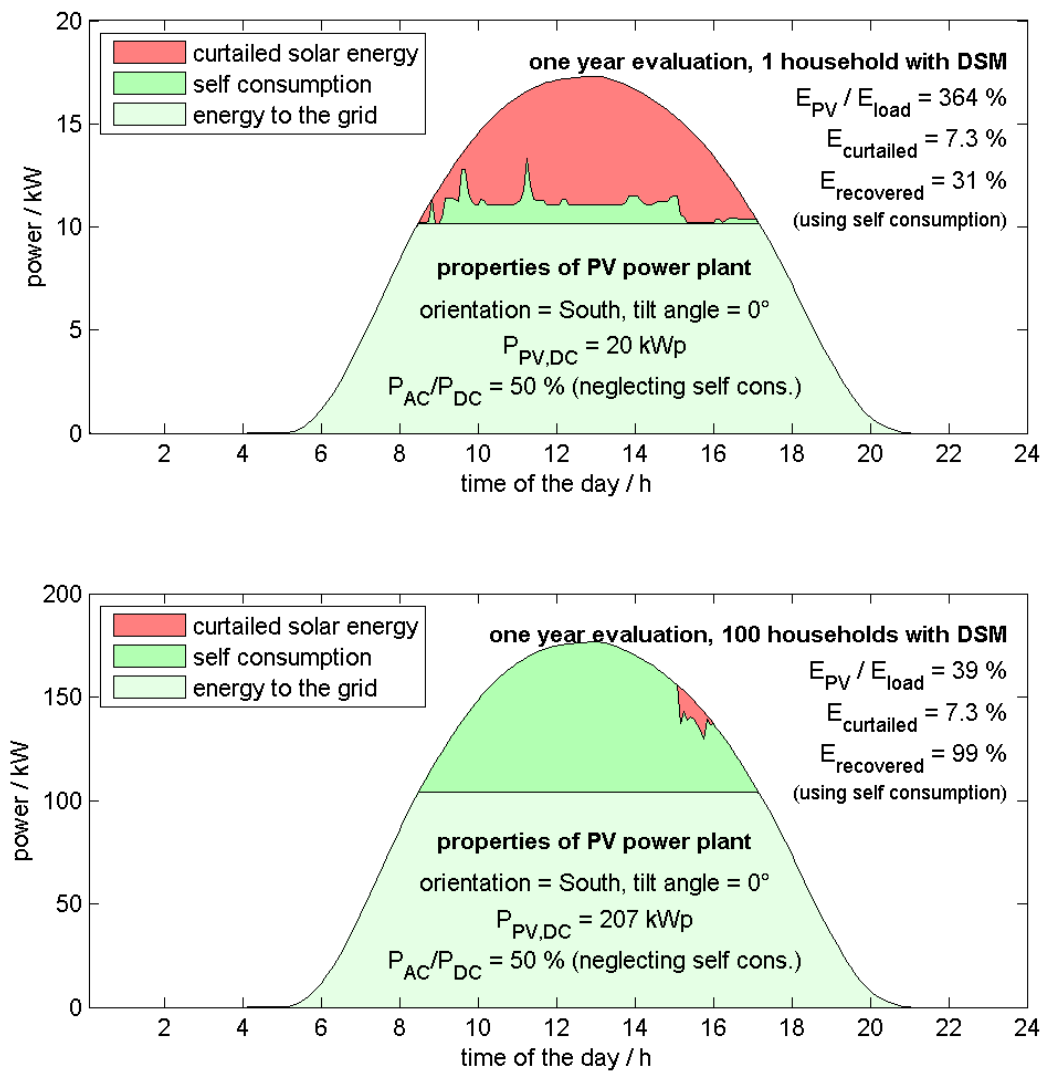 20
15
10
5
0
power / kW
curtailed solar energy
self consumption
energy to the grid
one year evaluation, 1 household with DSM
E_PV / E_load = 364 %
E_curtailed = 7.3 %
E_recovered = 31 %
(using self consumption)
properties of PV power plant
orientation = South, tilt angle = 0°
P_PV,DC = 20 kWp
P_AC/P_DC = 50 % (neglecting self cons.)
2 4 6 8 10 12 14 16 18 20 22 24
time of the day / h
200
150
100
50
0
power / kW
curtailed solar energy
self consumption
energy to the grid
one year evaluation, 100 households with DSM
E_PV / E_load = 39 %
E_curtailed = 7.3 %
E_recovered = 99 %
(using self consumption)
properties of PV power plant
orientation = South, tilt angle = 0°
P_PV,DC = 207 kWp
P_AC/P_DC = 50 % (neglecting self cons.)
2 4 6 8 10 12 14 16 18 20 22 24
time of the day / h